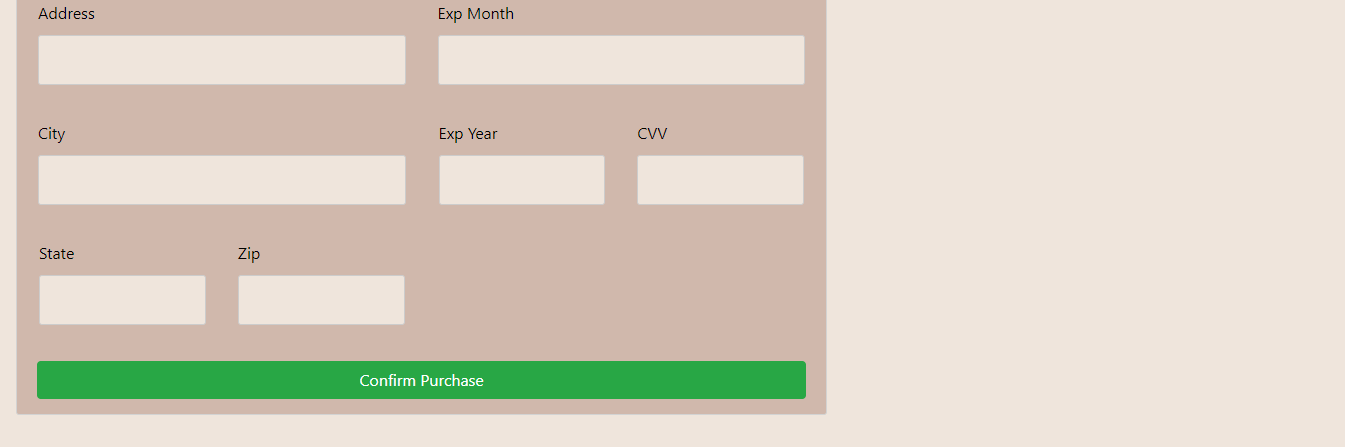 Address
Exp Month
City
Exp Year
CVV
State
Zip
Confirm Purchase